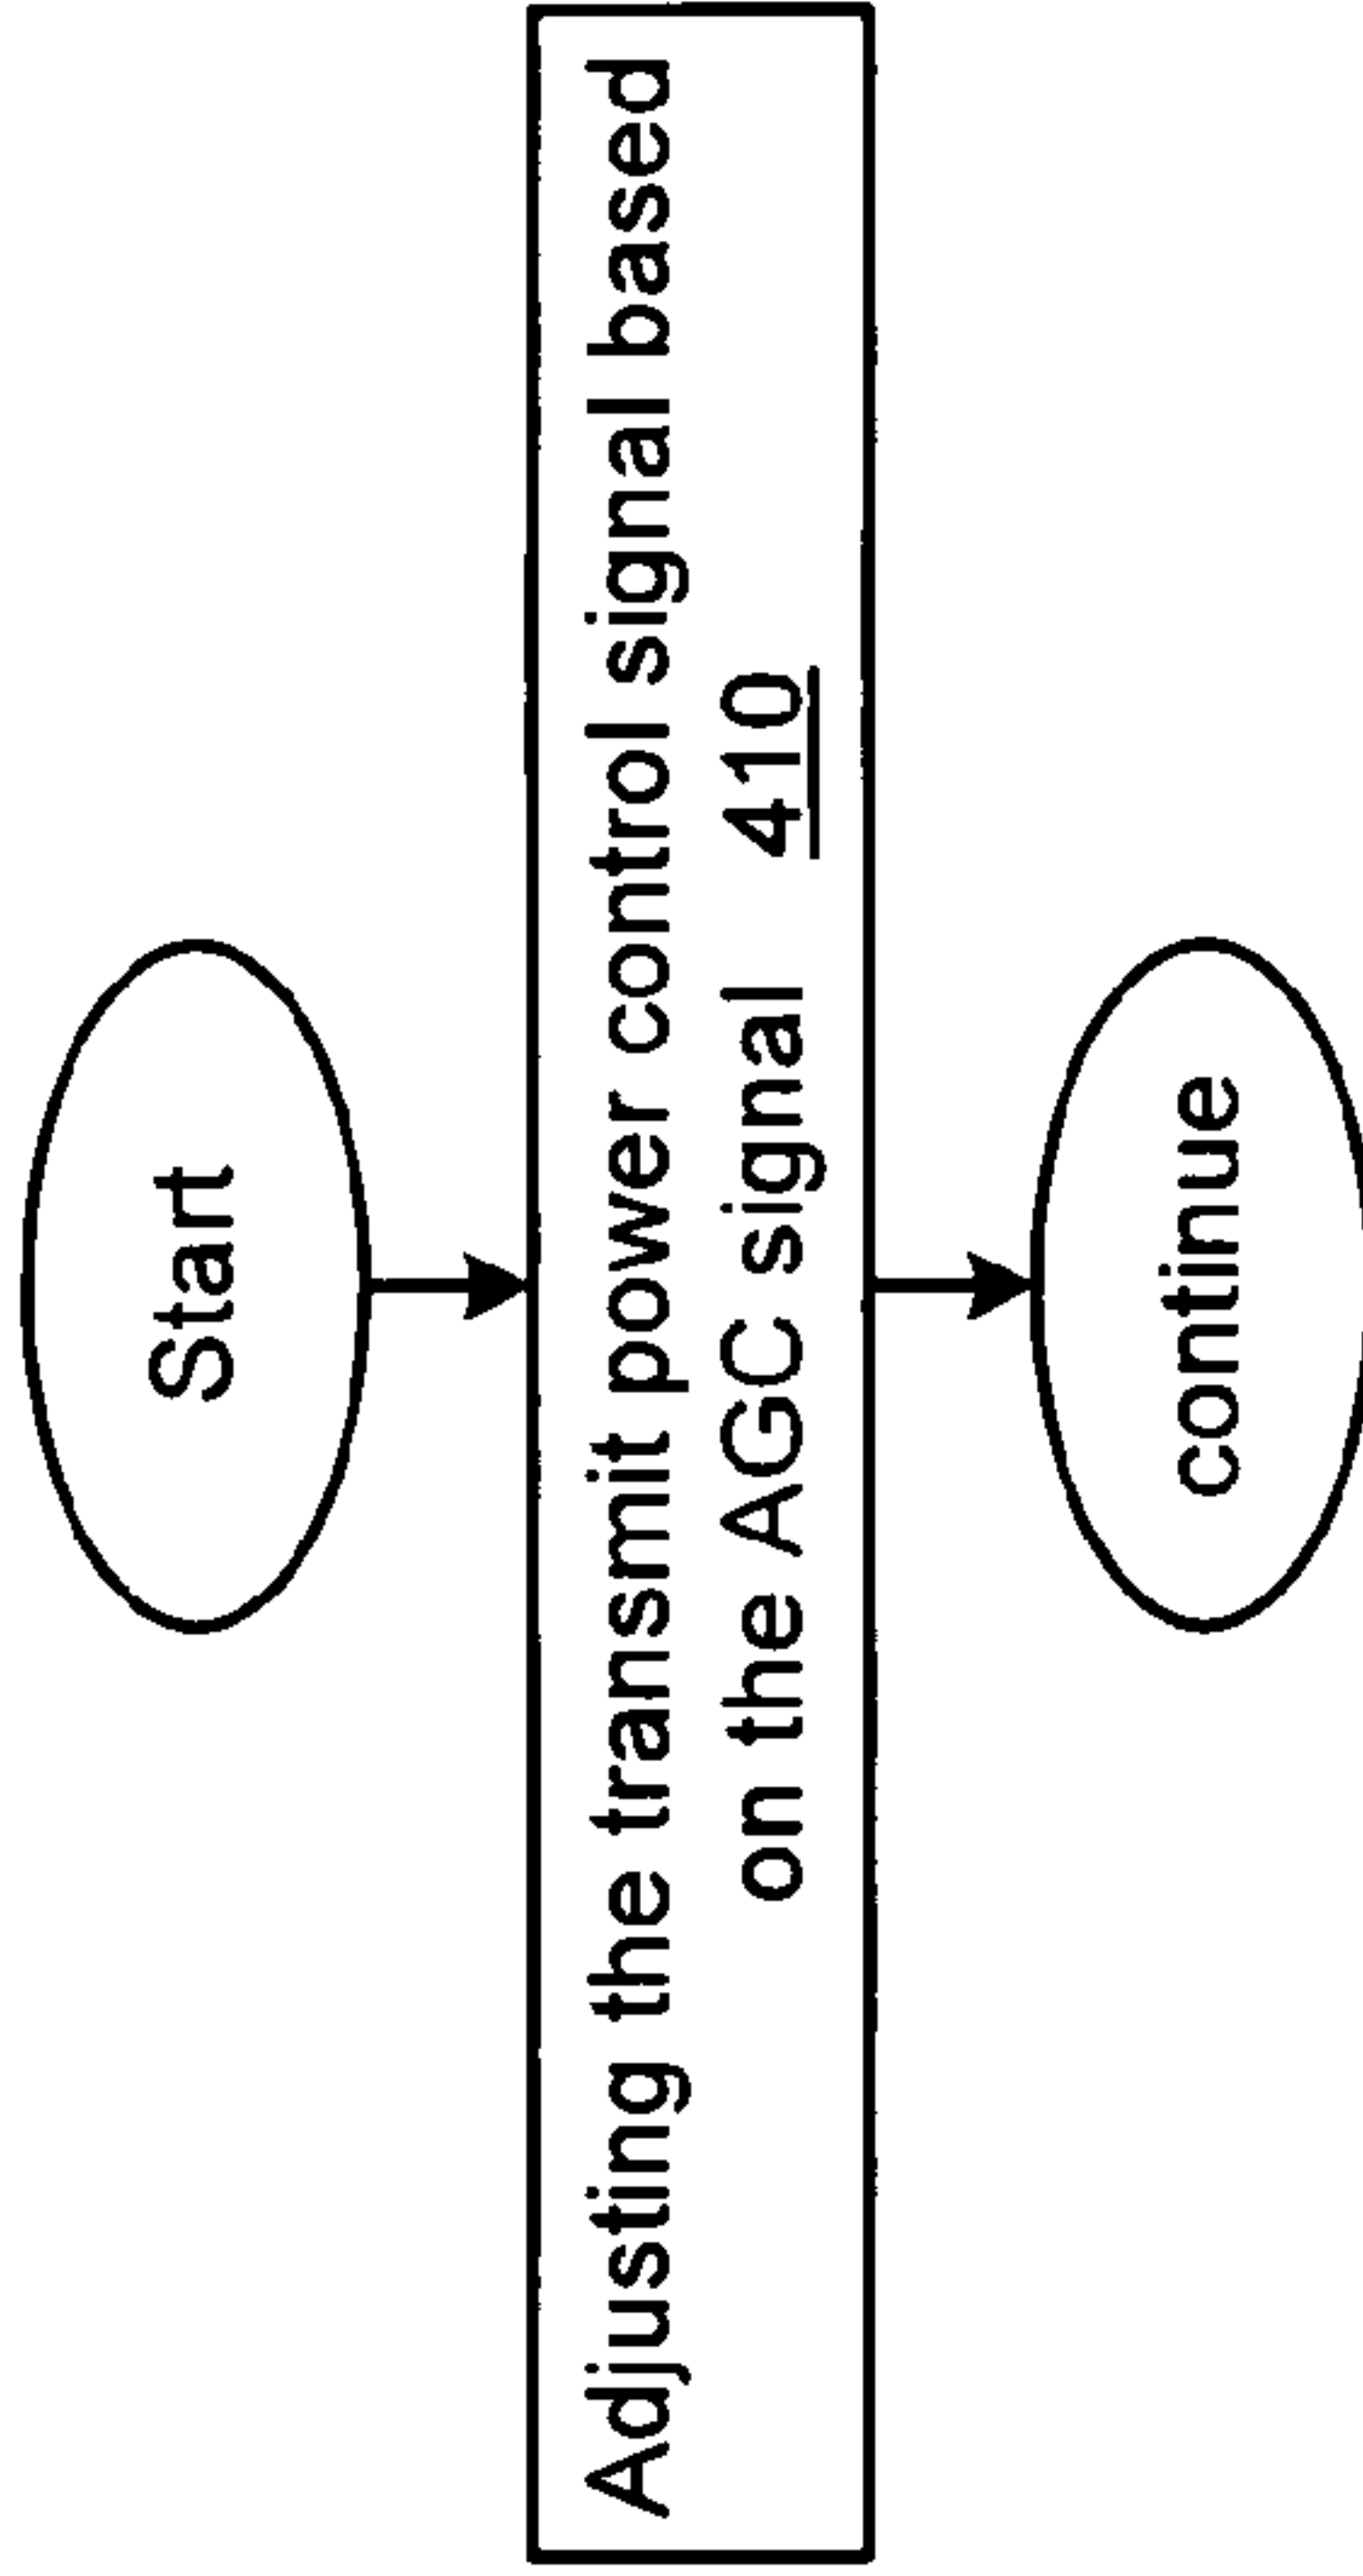 Start
Adjusting the transmit power control signal based
on the AGC signal 410
continue